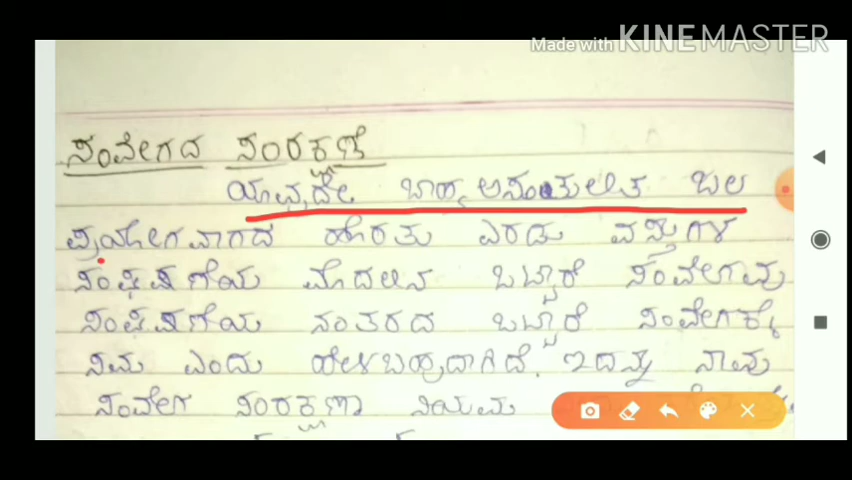 Made with KINEMASTER
ಸಂವೇಗದ ಸಂರಕ್ಷಣೆ
ಯಾವುದೇ ಬಾಹ್ಯ ಅಸಂತುಲಿತ ಬಲ
ಪ್ರಯೋಗವಾಗದ ಹೊರತು ಎರಡು ವಸ್ತುಗಳ
ಸಂಘರ್ಷಣೆಯ ಮೊದಲಿನ ಒಟ್ಟಾರೆ ಸಂವೇಗವು
ಸಂಘರ್ಷಣೆಯ ನಂತರದ ಒಟ್ಟಾರೆ ಸಂವೇಗಕ್ಕೆ
ಸಮ ಎಂದು ಹೇಳಬಹುದಾಗಿದೆ. ಇದನ್ನು ನಾವು
ಸಂವೇಗ ಸಂರಕ್ಷಣಾ ನಿಯಮ